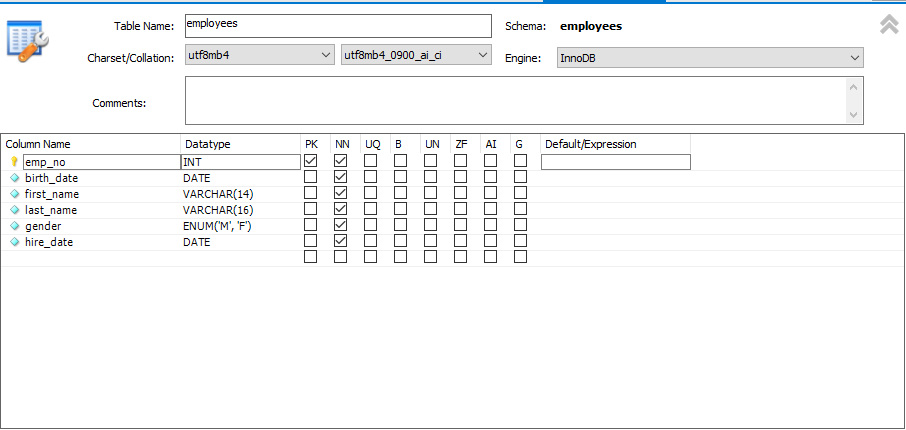 Table Name: employees Schema: employees
Charset/Collation: utf8mb4 utf8mb4_0900_ai_ci Engine: InnoDB
Comments:
Column Name Datatype PK NN UQ B UN ZF AI G Default/Expression
emp_no INT
birth_date DATE
first_name VARCHAR(14)
last_name VARCHAR(16)
gender ENUM('M', 'F')
hire_date DATE